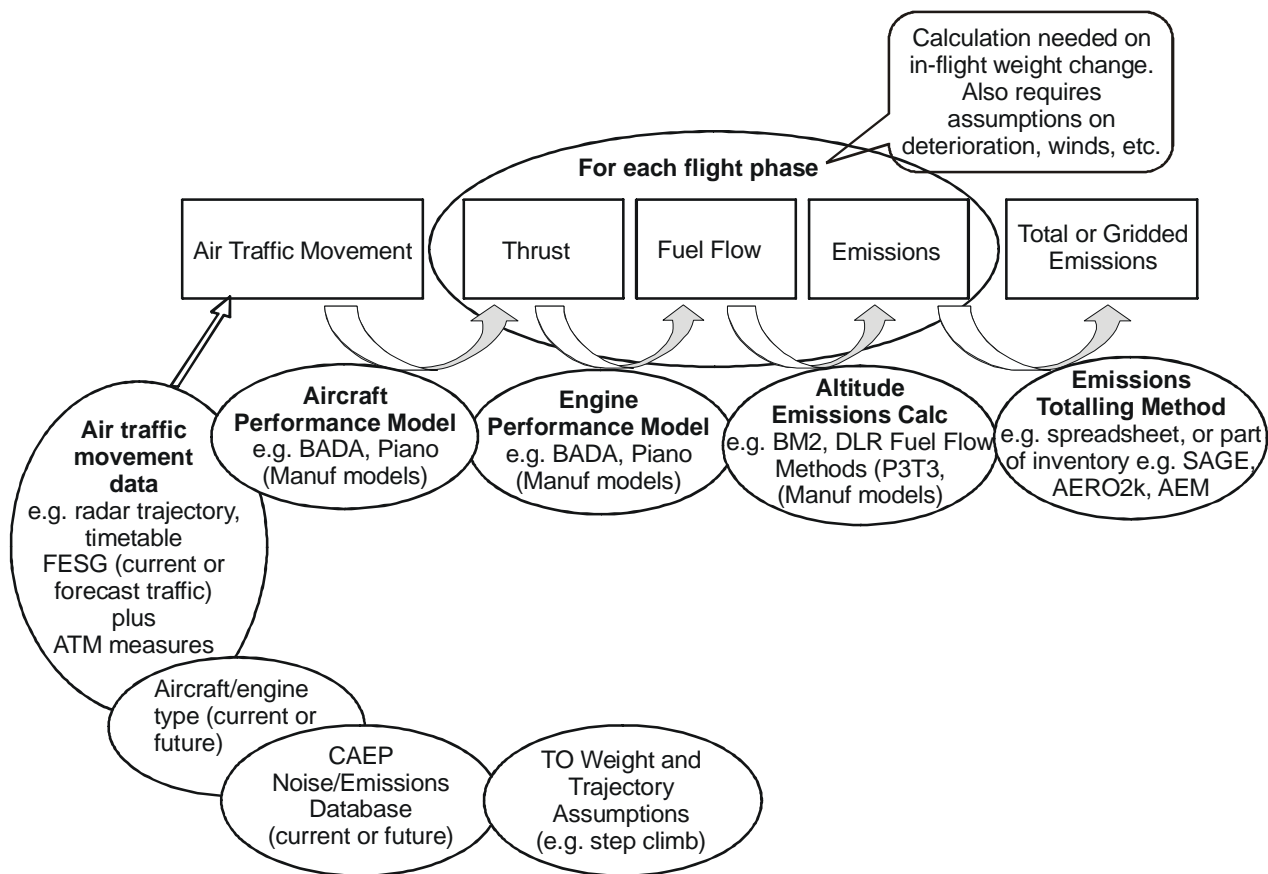 Calculation needed on
in-flight weight change.
Also requires
assumptions on
deterioration, winds, etc.
For each flight phase
Air Traffic Movement
Thrust
Fuel Flow
Emissions
Total or Gridded
Emissions
Aircraft
Performance Model
e.g. BADA, Piano
(Manuf models)
Engine
Performance Model
e.g. BADA, Piano
(Manuf models)
Altitude
Emissions Calc
e.g. BM2, DLR Fuel Flow
Methods (P3T3,
(Manuf models)
Emissions
Totalling Method
e.g. spreadsheet, or part
of inventory e.g. SAGE,
AERO2k, AEM
Air traffic
movement
data
e.g. radar trajectory,
timetable
FESG (current or
forecast traffic)
plus
ATM measures
Aircraft/engine
type (current or
future)
CAEP
Noise/Emissions
Database
(current or future)
TO Weight and
Trajectory
Assumptions
(e.g. step climb)